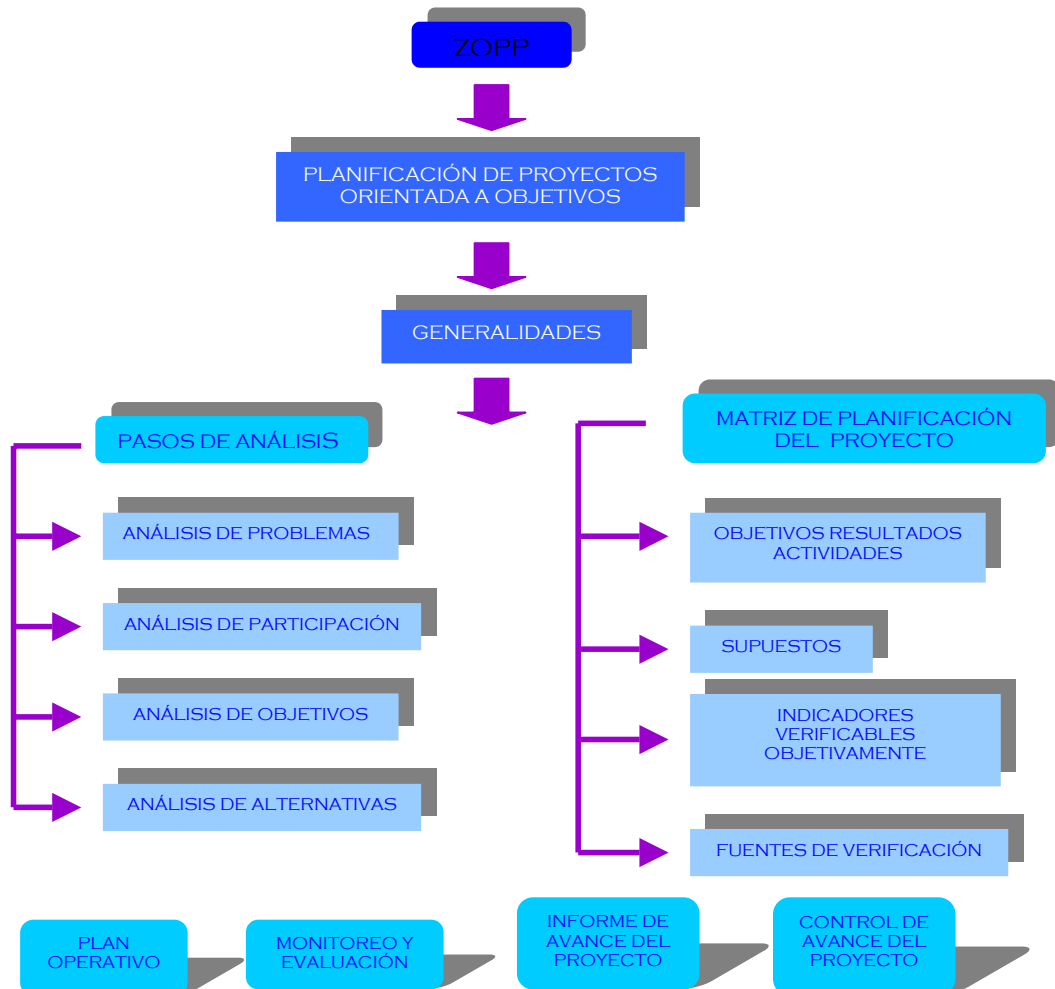 ZOPP
PLANIFICACIÓN DE PROYECTOS
ORIENTADA A OBJETIVOS
GENERALIDADES
PASOS DE ANÁLISIS
ANÁLISIS DE PROBLEMAS
ANÁLISIS DE PARTICIPACIÓN
ANÁLISIS DE OBJETIVOS
ANÁLISIS DE ALTERNATIVAS
MATRIZ DE PLANIFICACIÓN
DEL PROYECTO
OBJETIVOS RESULTADOS
ACTIVIDADES
SUPUESTOS
INDICADORES
VERIFICABLES
OBJETIVAMENTE
FUENTES DE VERIFICACIÓN
PLAN
OPERATIVO
MONITOREO Y
EVALUACIÓN
INFORME DE
AVANCE DEL
PROYECTO
CONTROL DE
AVANCE DEL
PROYECTO